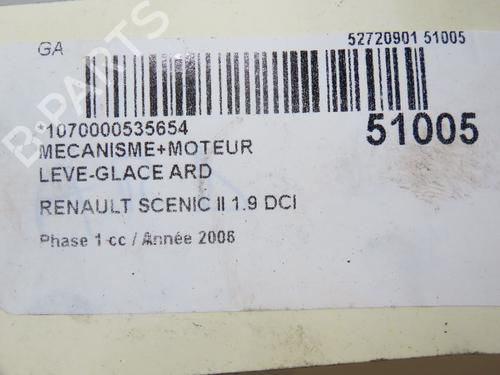 GA
52720901 51005
*1070000535654
51005
MECANISME+MOTEUR
LEVE-GLACE ARD
RENAULT SCENIC II 1.9 DCI
Phase 1 cc / Année 2006
B-PARTS